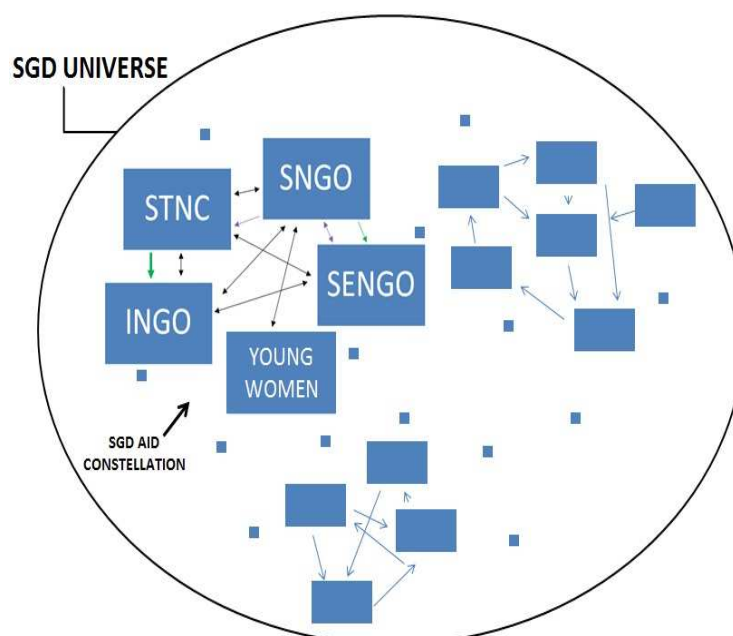 SGD UNIVERSE
SNGO
STNC
SENGO
INGO
YOUNG
WOMEN
SGD AID
CONSTELLATION